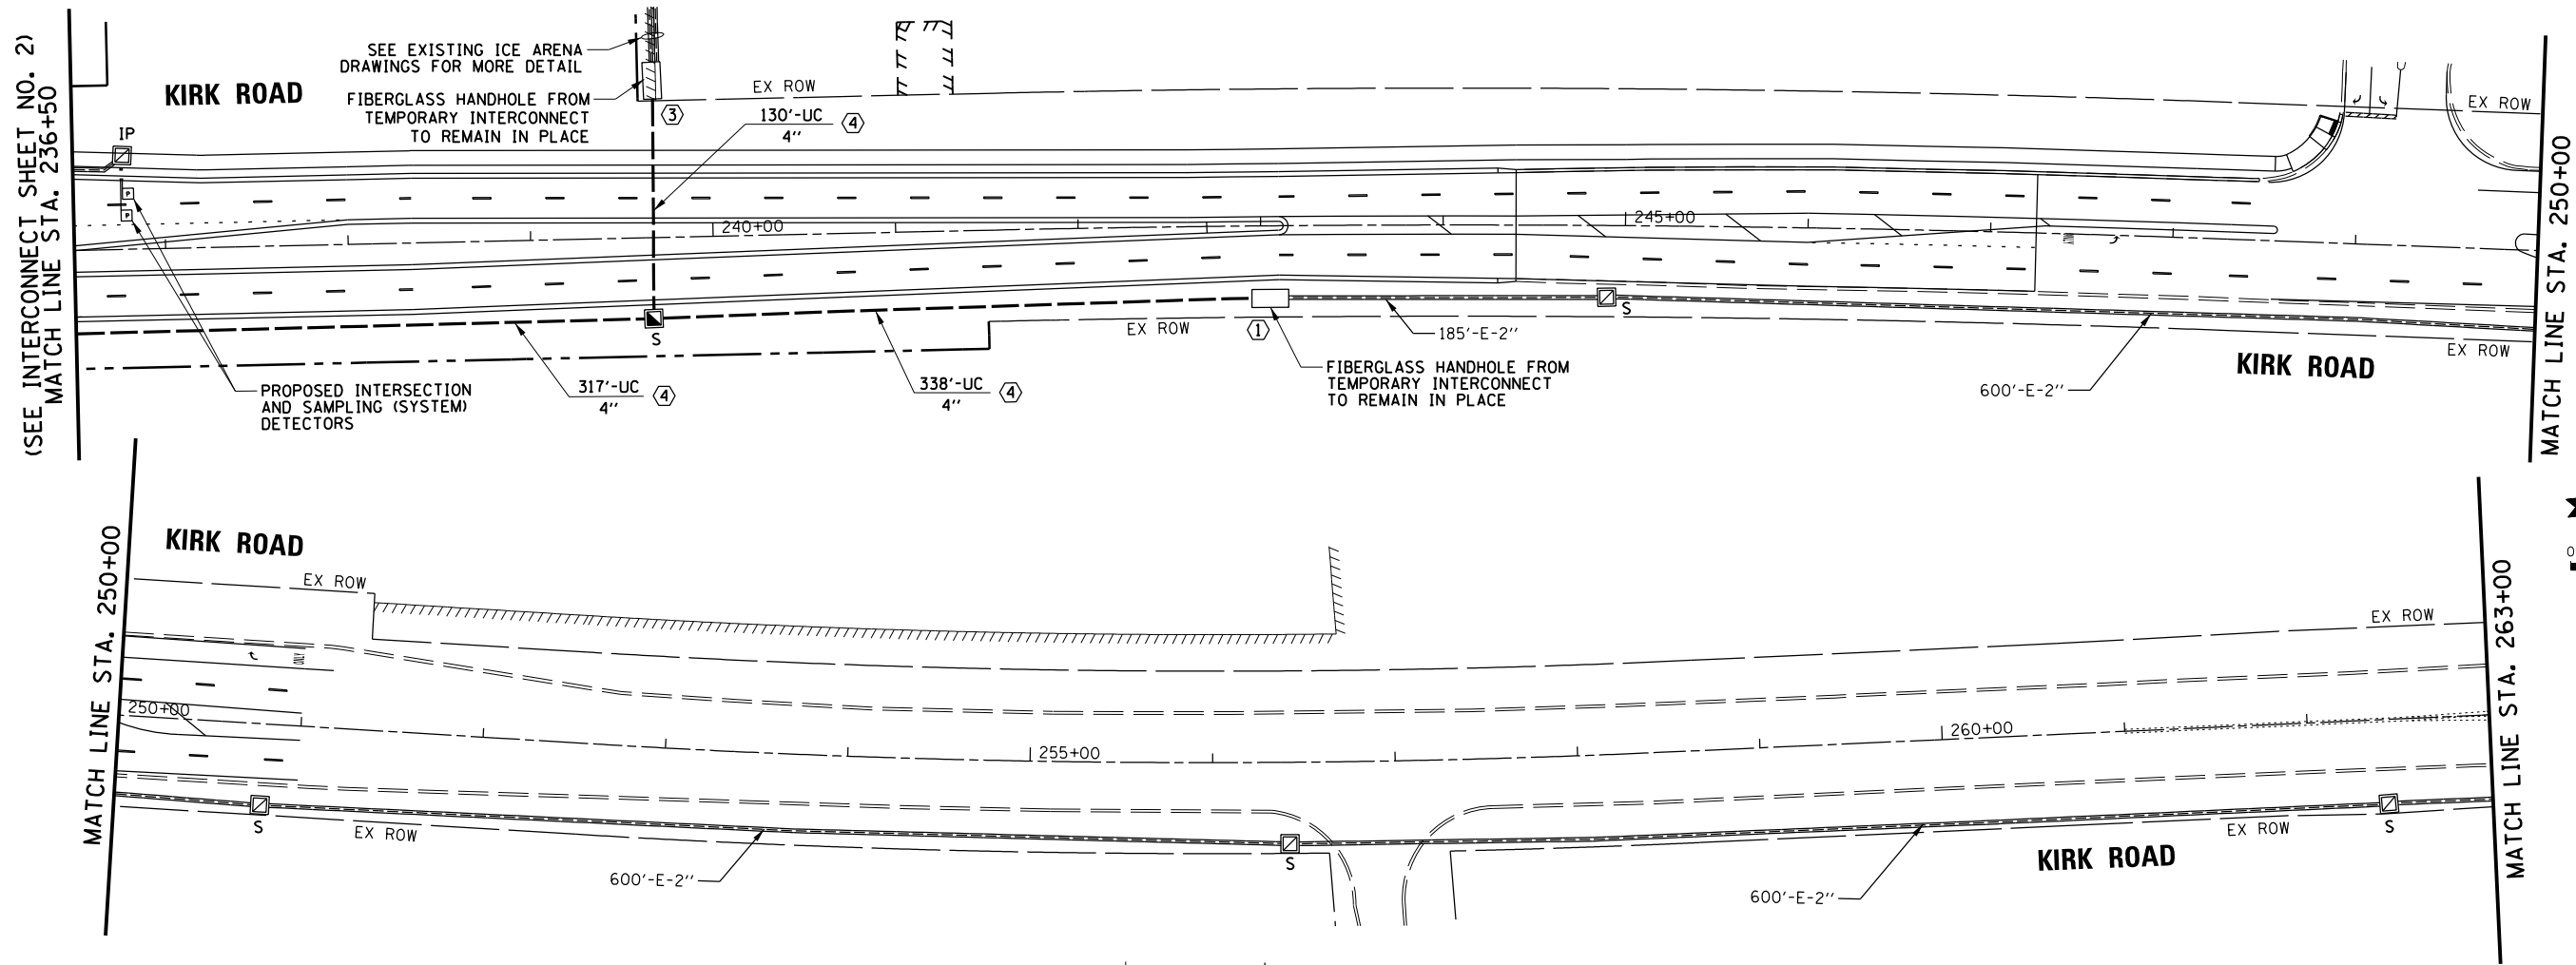 (SEE INTERCONNECT SHEET NO. 2)
MATCH LINE STA. 236+50
KIRK ROAD
SEE EXISTING ICE ARENA
DRAWINGS FOR MORE DETAIL
FIBERGLASS HANDHOLE FROM
TEMPORARY INTERCONNECT
TO REMAIN IN PLACE
3
EX ROW
130'-UC
4"
4
IP
P
P
240+00
245+00
EX ROW
MATCH LINE STA. 250+00
S
S
EX ROW
1
185'-E-2"
PROPOSED INTERSECTION
AND SAMPLING (SYSTEM)
DETECTORS
317'-UC
4"
4
338'-UC
4"
4
FIBERGLASS HANDHOLE FROM
TEMPORARY INTERCONNECT
TO REMAIN IN PLACE
600'-E-2"
KIRK ROAD
EX ROW
MATCH LINE STA. 250+00
KIRK ROAD
EX ROW
ONLY
250+00
255+00
260+00
EX ROW
MATCH LINE STA. 263+00
S
EX ROW
600'-E-2"
S
600'-E-2"
KIRK ROAD
EX ROW
S
0